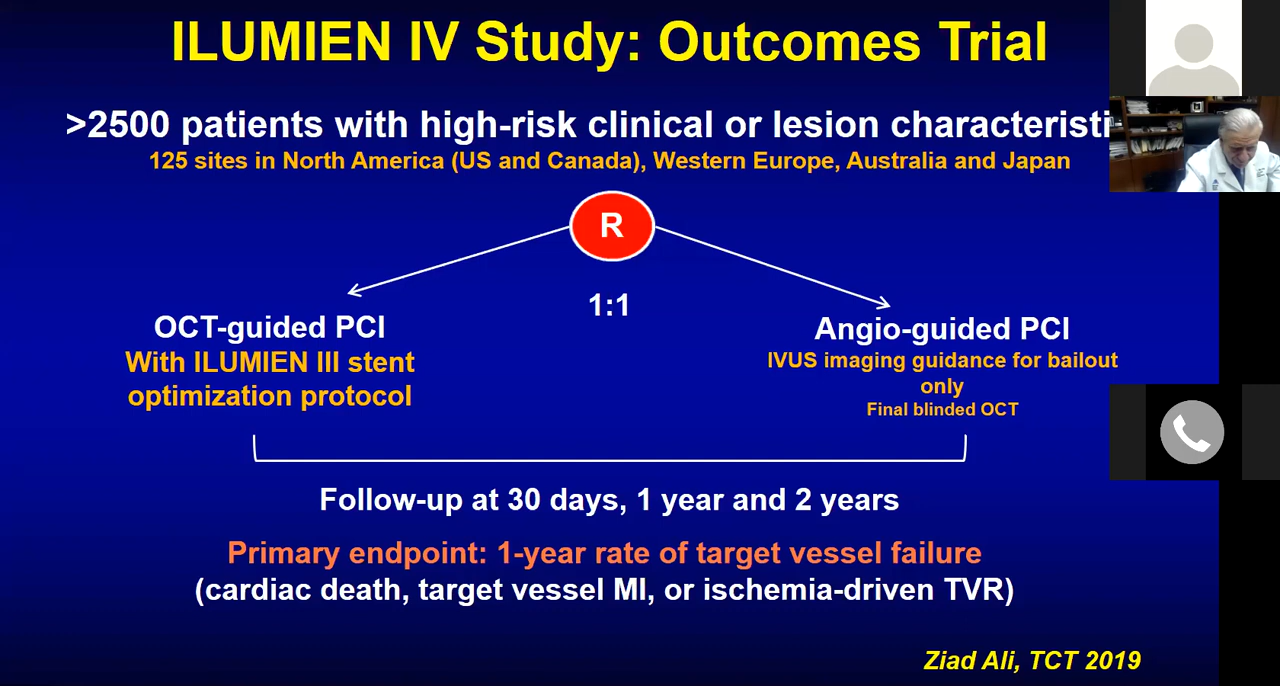 ILUMIEN IV Study: Outcomes Trial
>2500 patients with high-risk clinical or lesion characteristi
125 sites in North America (US and Canada), Western Europe, Australia and Japan
R
1:1
OCT-guided PCI
With ILUMIEN III stent
optimization protocol
Angio-guided PCI
IVUS imaging guidance for bailout
only
Final blinded OCT
Follow-up at 30 days, 1 year and 2 years
Primary endpoint: 1-year rate of target vessel failure
(cardiac death, target vessel MI, or ischemia-driven TVR)
Ziad Ali, TCT 2019